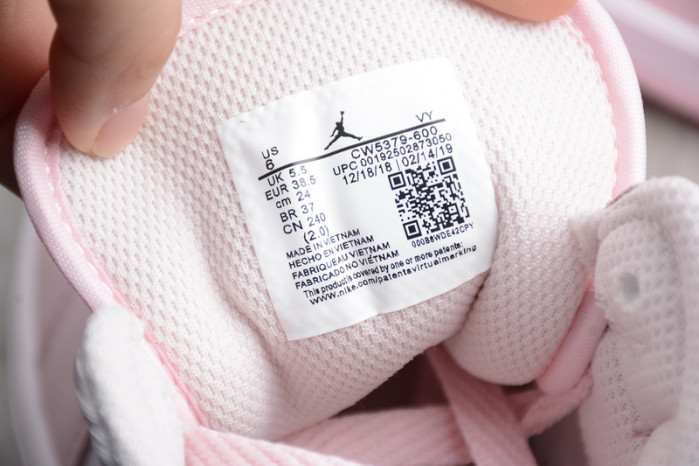 US VY
6
UK 5.5 CW5379-600
EUR 38.5 UPC 00192502873050
cm 24 12/18/18 | 02/14/19
BR 37
CN 240
(2.0) 0008BWDE42CPY
MADE IN VIETNAM
HECHO EN VIETNAM
FABRIQUE AU VIETNAM
FABRICADO NO VIETNAM
This product is covered by one or more patents:
www.nike.com/patentsvirtualmarking